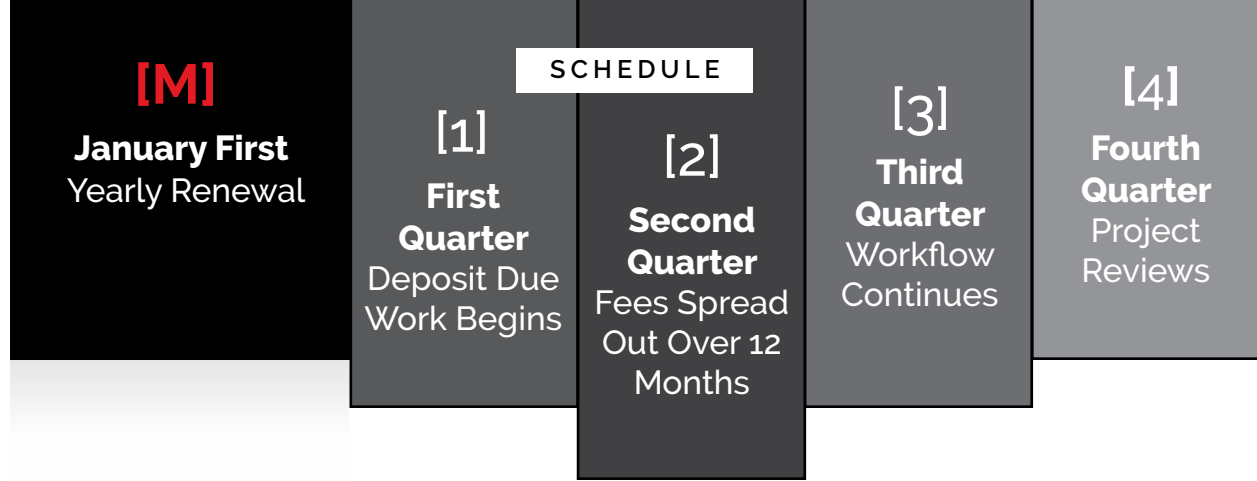 SCHEDULE
[M]
January First
Yearly Renewal
[1]
First
Quarter
Deposit Due
Work Begins
[2]
Second
Quarter
Fees Spread
Out Over 12
Months
[3]
Third
Quarter
Workflow
Continues
[4]
Fourth
Quarter
Project
Reviews